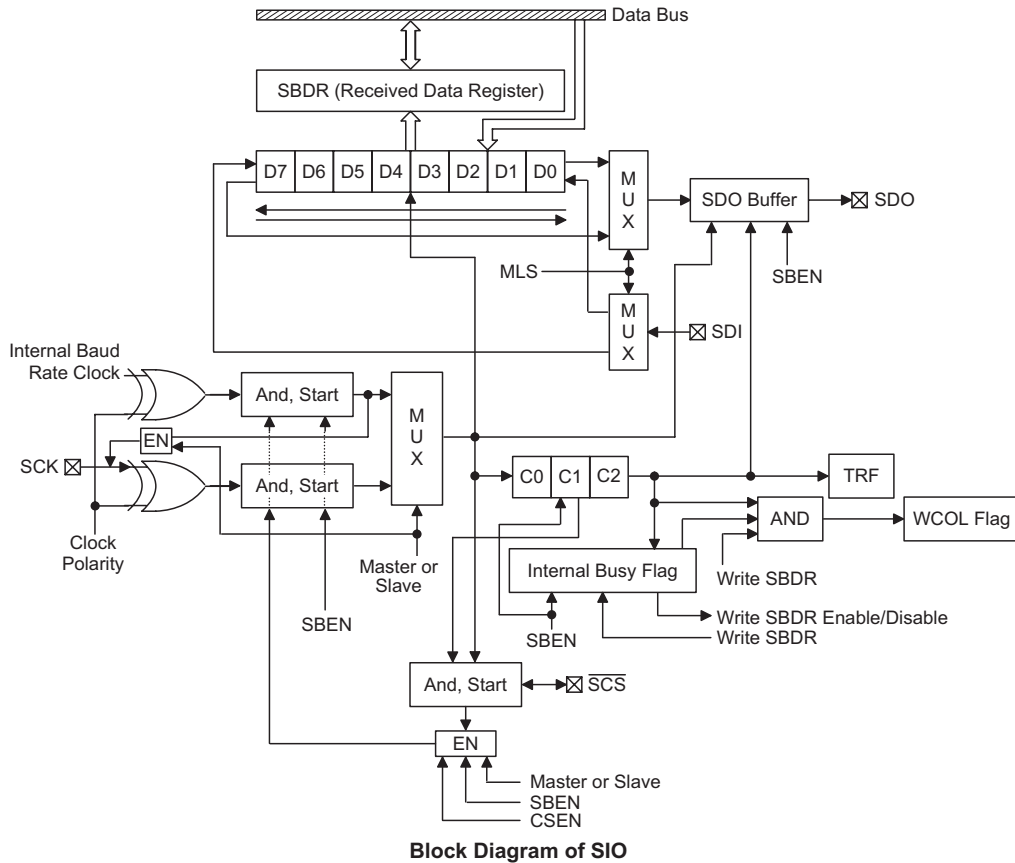 Data Bus
SBDR (Received Data Register)
D7 D6 D5 D4 D3 D2 D1 D0
MUX
SDO Buffer
SDO
MLS
SBEN
MUX
SDI
Internal Baud
Rate Clock
And, Start
MUX
EN
SCK
And, Start
C0 C1 C2
TRF
AND
WCOL Flag
Clock
Polarity
Master or
Slave
Internal Busy Flag
Write SBDR
SBEN
SBEN
Write SBDR Enable/Disable
Write SBDR
And, Start
SCS
EN
Master or Slave
SBEN
CSEN
Block Diagram of SIO